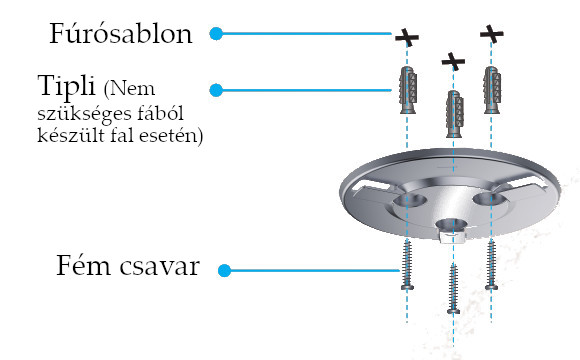 Fúrósablon
Tipli (Nem
szükséges fából
készült fal esetén)
Fém csavar